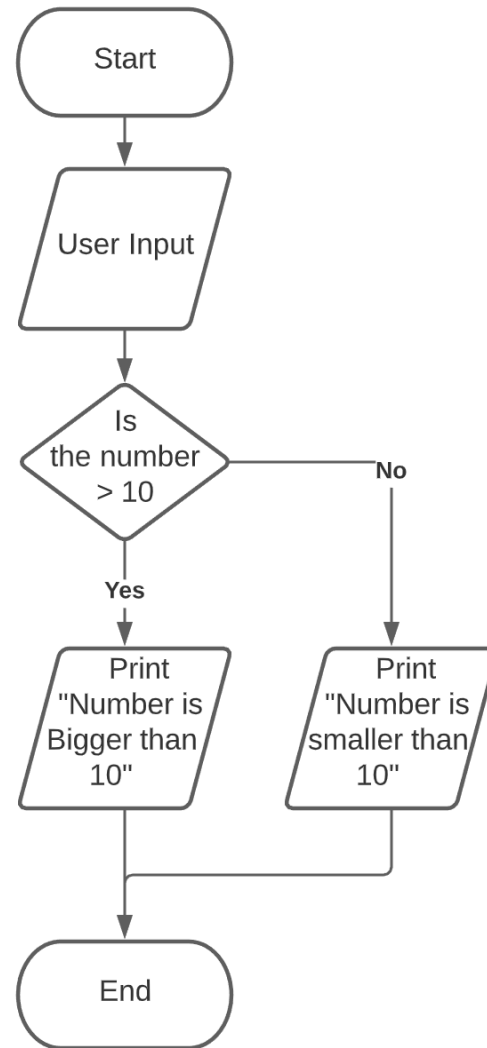 Start
User Input
Is
the number
> 10
No
Yes
Print
"Number is
Bigger than
10"
Print
"Number is
smaller than
10"
End